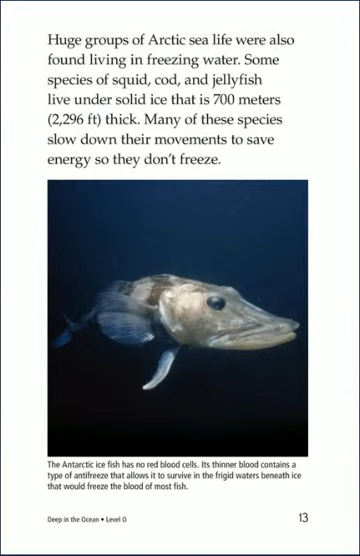 Huge groups of Arctic sea life were also
found living in freezing water. Some
species of squid, cod, and jellyfish
live under solid ice that is 700 meters
(2,296 ft) thick. Many of these species
slow down their movements to save
energy so they don't freeze.
The Antarctic ice fish has no red blood cells. Its thinner blood contains a
type of antifreeze that allows it to survive in the frigid waters beneath ice
that would freeze the blood of most fish.
Deep in the Ocean • Level O
13